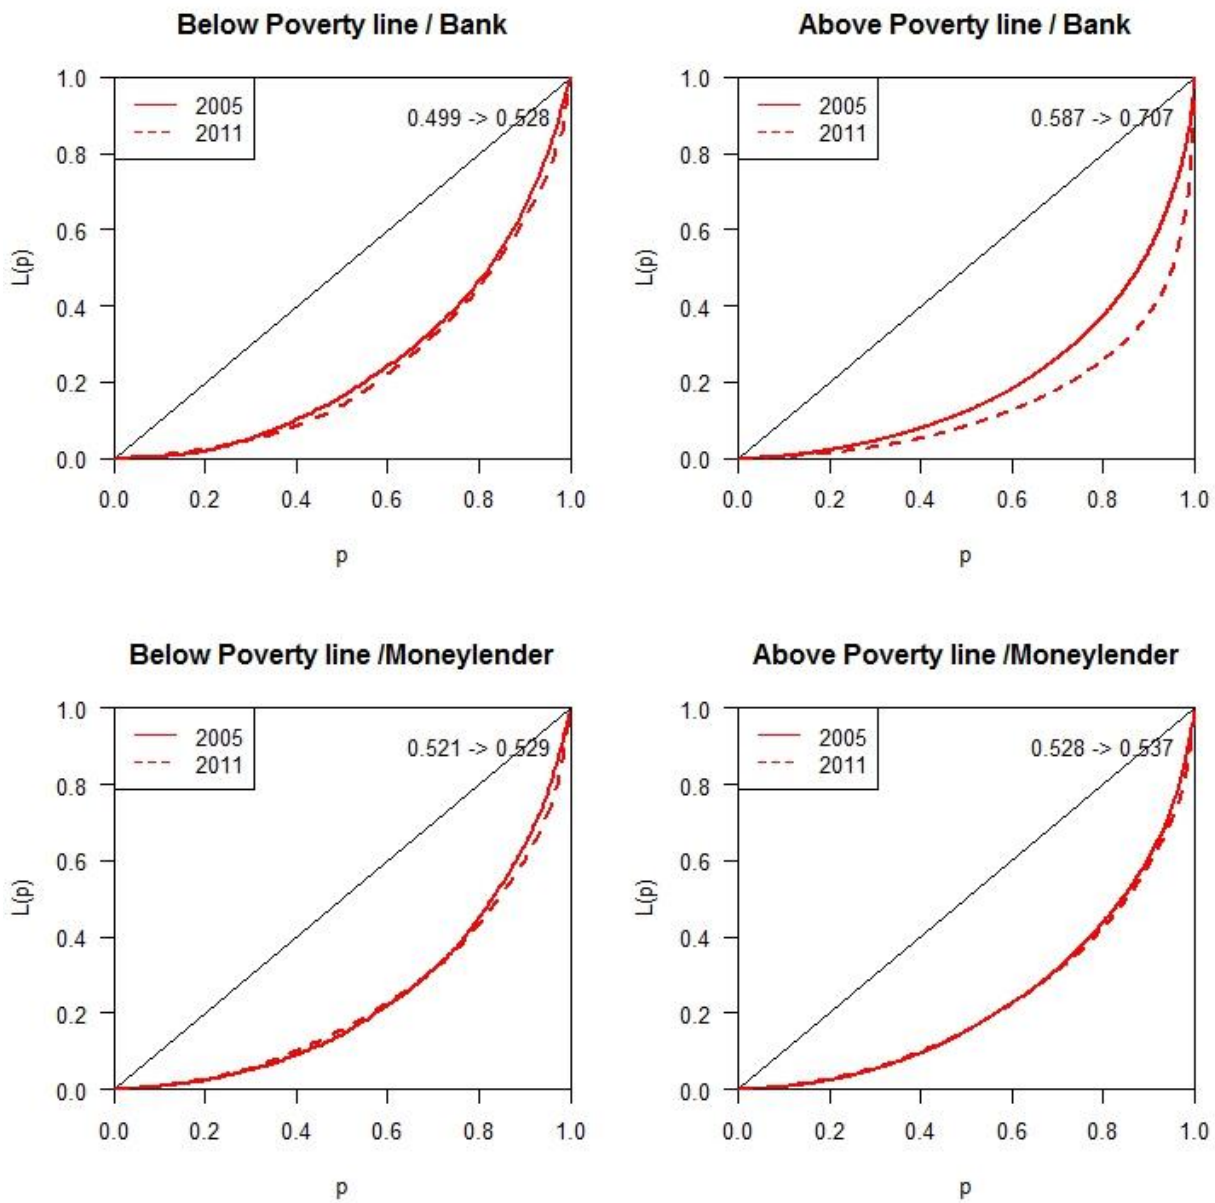 Below Poverty line / Bank
1.0
0.8
0.6
0.4
0.2
0.0
L(p)
2005
2011
0.499 -> 0.528
0.0 0.2 0.4 0.6 0.8 1.0
p
Above Poverty line / Bank
1.0
0.8
0.6
0.4
0.2
0.0
L(p)
2005
2011
0.587 -> 0.707
0.0 0.2 0.4 0.6 0.8 1.0
p
Below Poverty line /Moneylender
1.0
0.8
0.6
0.4
0.2
0.0
L(p)
2005
2011
0.521 -> 0.529
0.0 0.2 0.4 0.6 0.8 1.0
p
Above Poverty line /Moneylender
1.0
0.8
0.6
0.4
0.2
0.0
L(p)
2005
2011
0.528 -> 0.537
0.0 0.2 0.4 0.6 0.8 1.0
p